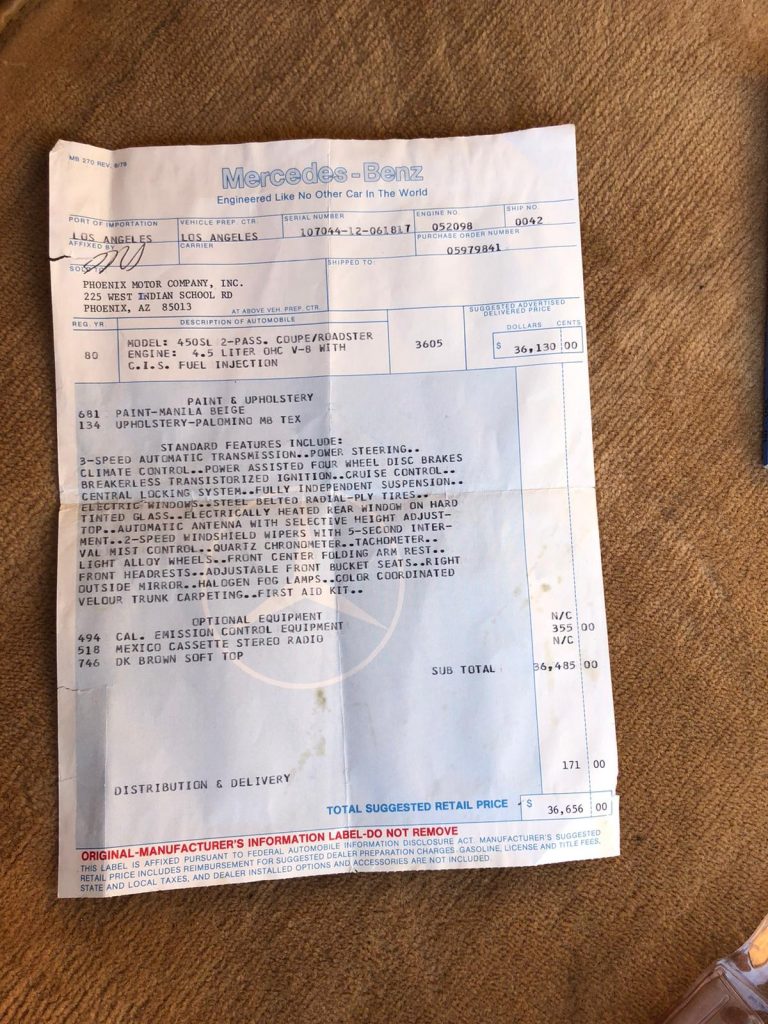 MB 270 REV. 8/79
Mercedes-Benz
Engineered Like No Other Car In The World
PORT OF IMPORTATION VEHICLE PREP. CTR. SERIAL NUMBER ENGINE NO. SHIP NO.
LOS ANGELES LOS ANGELES 107044-12-061817 052098 0042
AFFIXED BY CARRIER PURCHASE ORDER NUMBER
05979841
SOLD TO: SHIPPED TO:
PHOENIX MOTOR COMPANY, INC.
225 WEST INDIAN SCHOOL RD
PHOENIX, AZ 85013
AT ABOVE VEH. PREP. CTR.
REG. YR. DESCRIPTION OF AUTOMOBILE SUGGESTED ADVERTISED DELIVERED PRICE
DOLLARS CENTS
80 MODEL: 450SL 2-PASS. COUPE/ROADSTER 3605 $ 36,130 00
ENGINE: 4.5 LITER OHC V-8 WITH
C.I.S. FUEL INJECTION
PAINT & UPHOLSTERY
681 PAINT-MANILA BEIGE
134 UPHOLSTERY-PALOMINO MB TEX
STANDARD FEATURES INCLUDE:
3-SPEED AUTOMATIC TRANSMISSION..POWER STEERING..
CLIMATE CONTROL..POWER ASSISTED FOUR WHEEL DISC BRAKES
BREAKERLESS TRANSISTORIZED IGNITION..CRUISE CONTROL..
CENTRAL LOCKING SYSTEM..FULLY INDEPENDENT SUSPENSION..
ELECTRIC WINDOWS..STEEL BELTED RADIAL-PLY TIRES..
TINTED GLASS..ELECTRICALLY HEATED REAR WINDOW ON HARD
TOP..AUTOMATIC ANTENNA WITH SELECTIVE HEIGHT ADJUST-
MENT..2-SPEED WINDSHIELD WIPERS WITH 5-SECOND INTER-
VAL MIST CONTROL..QUARTZ CHRONOMETER..TACHOMETER..
LIGHT ALLOY WHEELS..FRONT CENTER FOLDING ARM REST..
FRONT HEADRESTS..ADJUSTABLE FRONT BUCKET SEATS..RIGHT
OUTSIDE MIRROR..HALOGEN FOG LAMPS..COLOR COORDINATED
VELOUR TRUNK CARPETING..FIRST AID KIT..
OPTIONAL EQUIPMENT
494 CAL. EMISSION CONTROL EQUIPMENT N/C
518 MEXICO CASSETTE STEREO RADIO 355 00
746 DK BROWN SOFT TOP N/C
SUB TOTAL 36,485 00
DISTRIBUTION & DELIVERY 171 00
TOTAL SUGGESTED RETAIL PRICE $ 36,656 00
ORIGINAL-MANUFACTURER'S INFORMATION LABEL-DO NOT REMOVE
THIS LABEL IS AFFIXED PURSUANT TO FEDERAL AUTOMOBILE INFORMATION DISCLOSURE ACT. MANUFACTURER'S SUGGESTED
RETAIL PRICE INCLUDES REIMBURSEMENT FOR SUGGESTED DEALER PREPARATION CHARGES. GASOLINE, LICENSE AND TITLE FEES,
STATE AND LOCAL TAXES, AND DEALER INSTALLED OPTIONS AND ACCESSORIES ARE NOT INCLUDED.